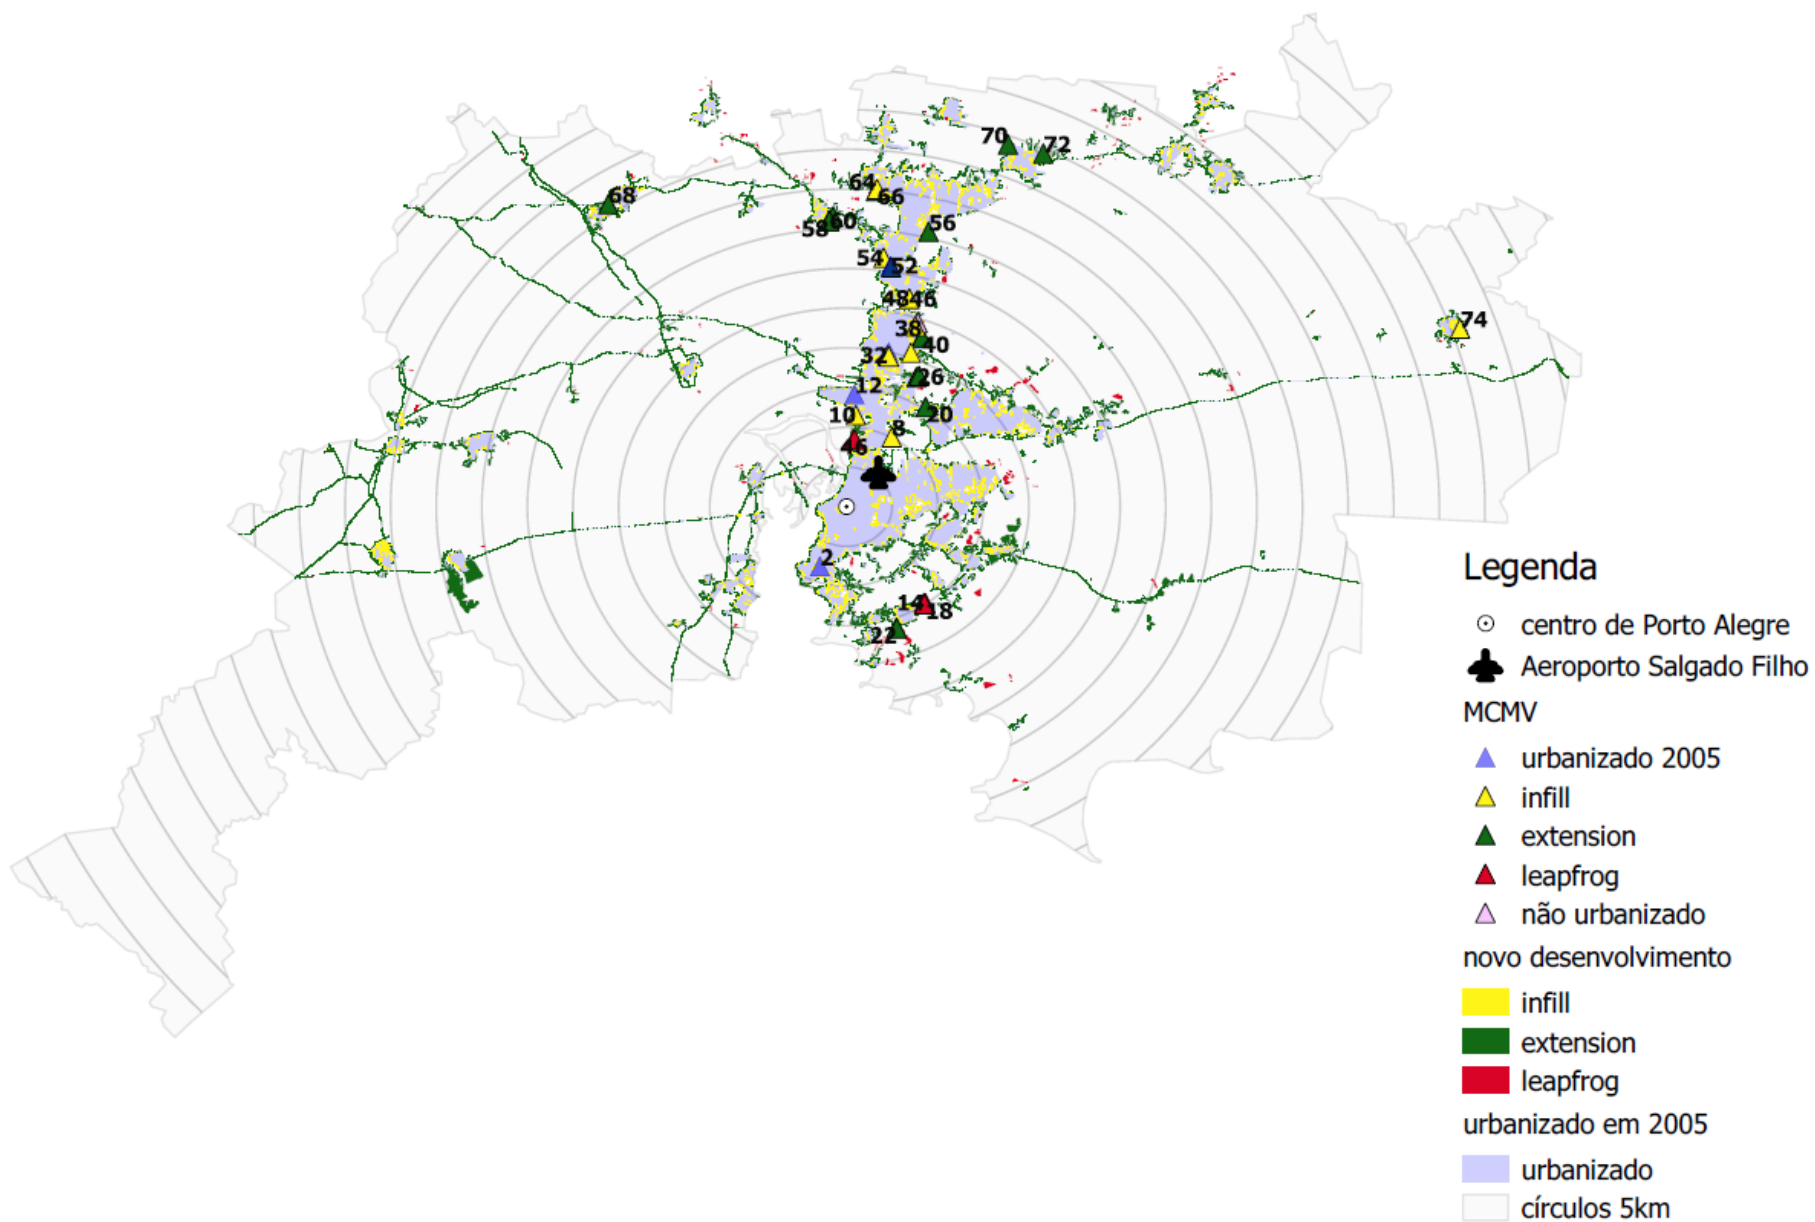 70
72
64
66
68
58
60
56
54
52
48
46
38
40
32
74
12
26
10
20
8
46
2
14
18
22
Legenda
centro de Porto Alegre
Aeroporto Salgado Filho
MCMV
urbanizado 2005
infill
extension
leapfrog
não urbanizado
novo desenvolvimento
infill
extension
leapfrog
urbanizado em 2005
urbanizado
círculos 5km